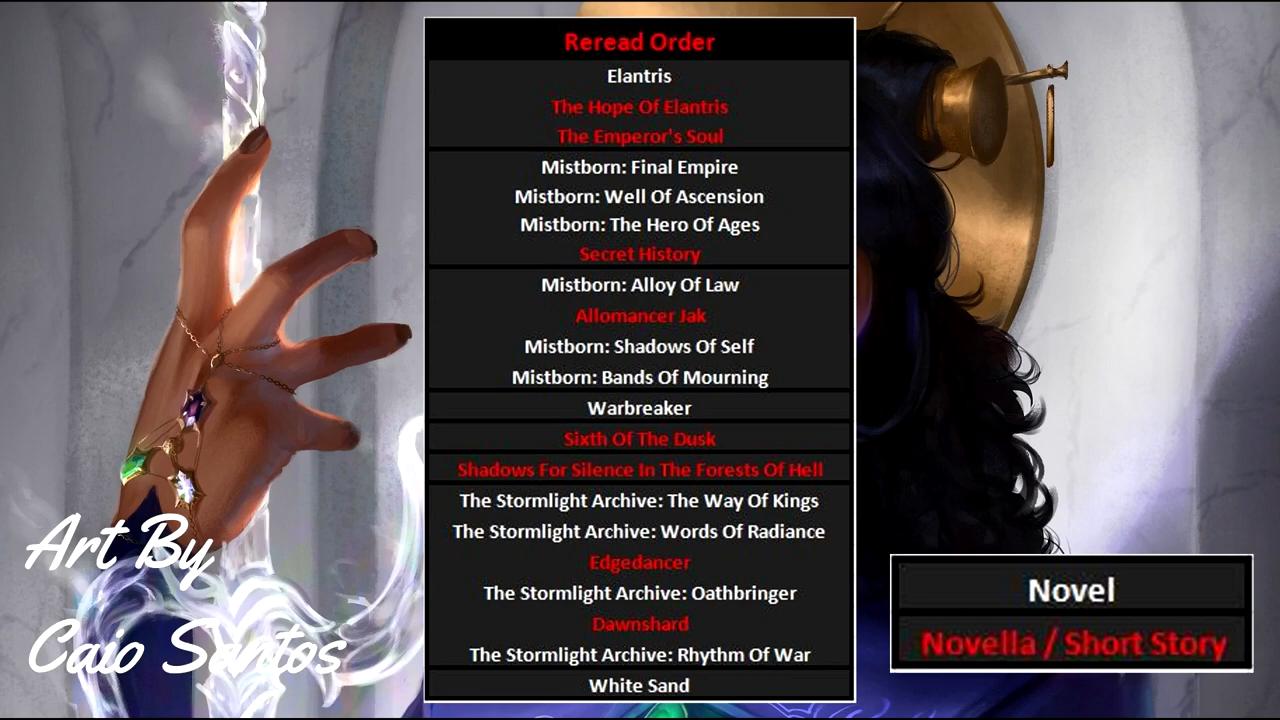 Reread Order
Elantris
The Hope Of Elantris
The Emperor's Soul
Mistborn: Final Empire
Mistborn: Well Of Ascension
Mistborn: The Hero Of Ages
Secret History
Mistborn: Alloy Of Law
Allomancer Jak
Mistborn: Shadows Of Self
Mistborn: Bands Of Mourning
Warbreaker
Sixth Of The Dusk
Shadows For Silence In The Forests Of Hell
The Stormlight Archive: The Way Of Kings
The Stormlight Archive: Words Of Radiance
Edgedancer
The Stormlight Archive: Oathbringer
Dawnshard
The Stormlight Archive: Rhythm Of War
White Sand
Art By
Caio Santos
Novel
Novella / Short Story